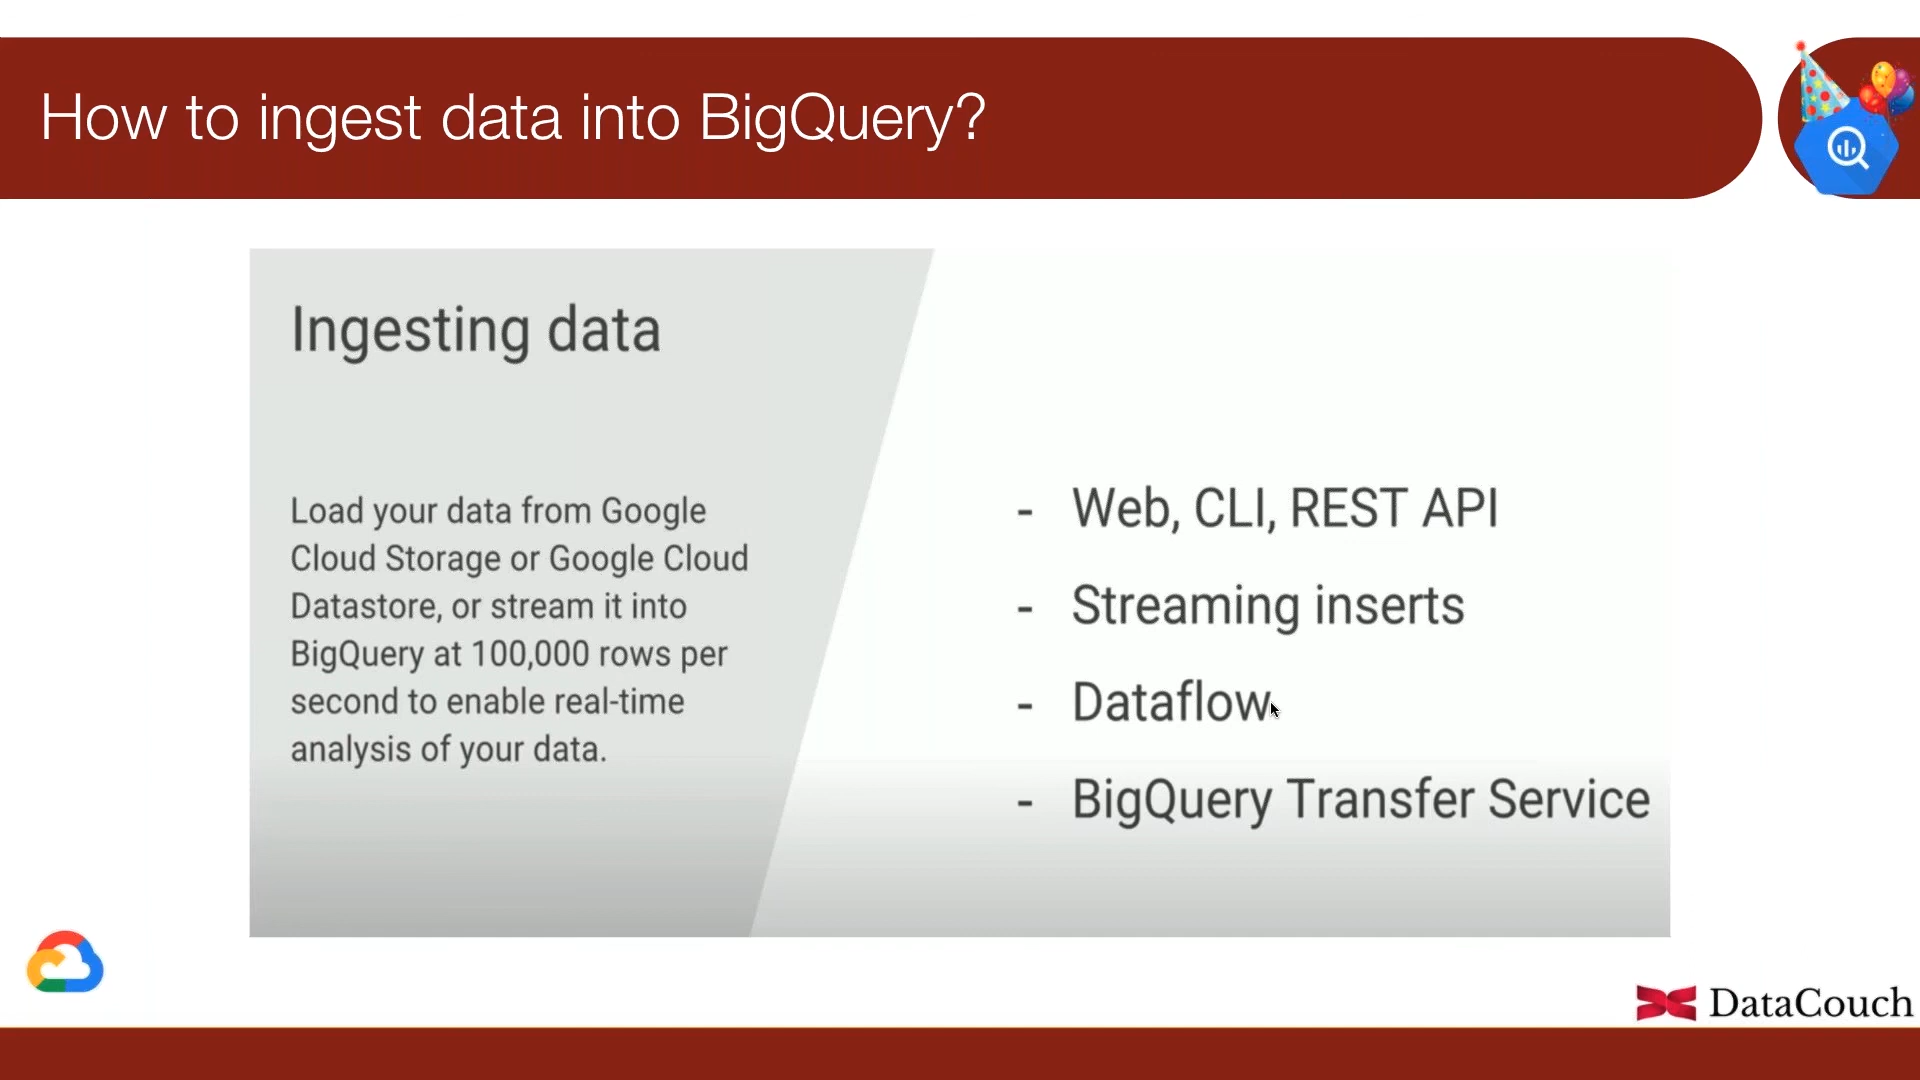 How to ingest data into BigQuery?
Ingesting data
Load your data from Google
Cloud Storage or Google Cloud
Datastore, or stream it into
BigQuery at 100,000 rows per
second to enable real-time
analysis of your data.
- Web, CLI, REST API
- Streaming inserts
- Dataflow
- BigQuery Transfer Service
DataCouch